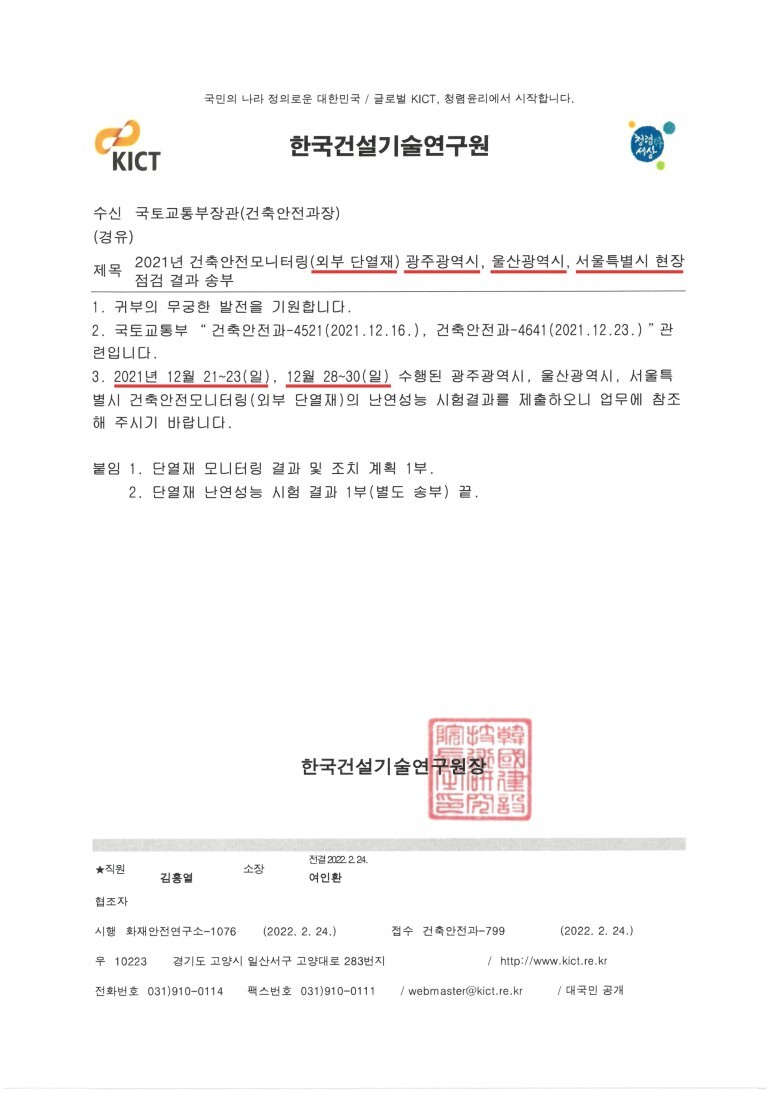 국민의 나라 정의로운 대한민국 / 글로벌 KICT, 청렴윤리에서 시작합니다.
KICT
한국건설기술연구원
청렴韓세상
수신 국토교통부장관(건축안전과장)
(경유)
제목 2021년 건축안전모니터링(외부 단열재) 광주광역시, 울산광역시, 서울특별시 현장
점검 결과 송부
1. 귀부의 무궁한 발전을 기원합니다.
2. 국토교통부 “ 건축안전과-4521(2021.12.16.), 건축안전과-4641(2021.12.23.) ” 관
련입니다.
3. 2021년 12월 21~23(일), 12월 28~30(일) 수행된 광주광역시, 울산광역시, 서울특
별시 건축안전모니터링(외부 단열재)의 난연성능 시험결과를 제출하오니 업무에 참조
해 주시기 바랍니다.
붙임 1. 단열재 모니터링 결과 및 조치 계획 1부.
2. 단열재 난연성능 시험 결과 1부(별도 송부) 끝.
한국건설기술연구원장
韓國建設技術硏究院長之印
전결 2022. 2. 24.
★직원 김흥열 소장 여인환
협조자
시행 화재안전연구소-1076 (2022. 2. 24.) 접수 건축안전과-799 (2022. 2. 24.)
우 10223 경기도 고양시 일산서구 고양대로 283번지 / http://www.kict.re.kr
전화번호 031)910-0114 팩스번호 031)910-0111 / webmaster@kict.re.kr / 대국민 공개